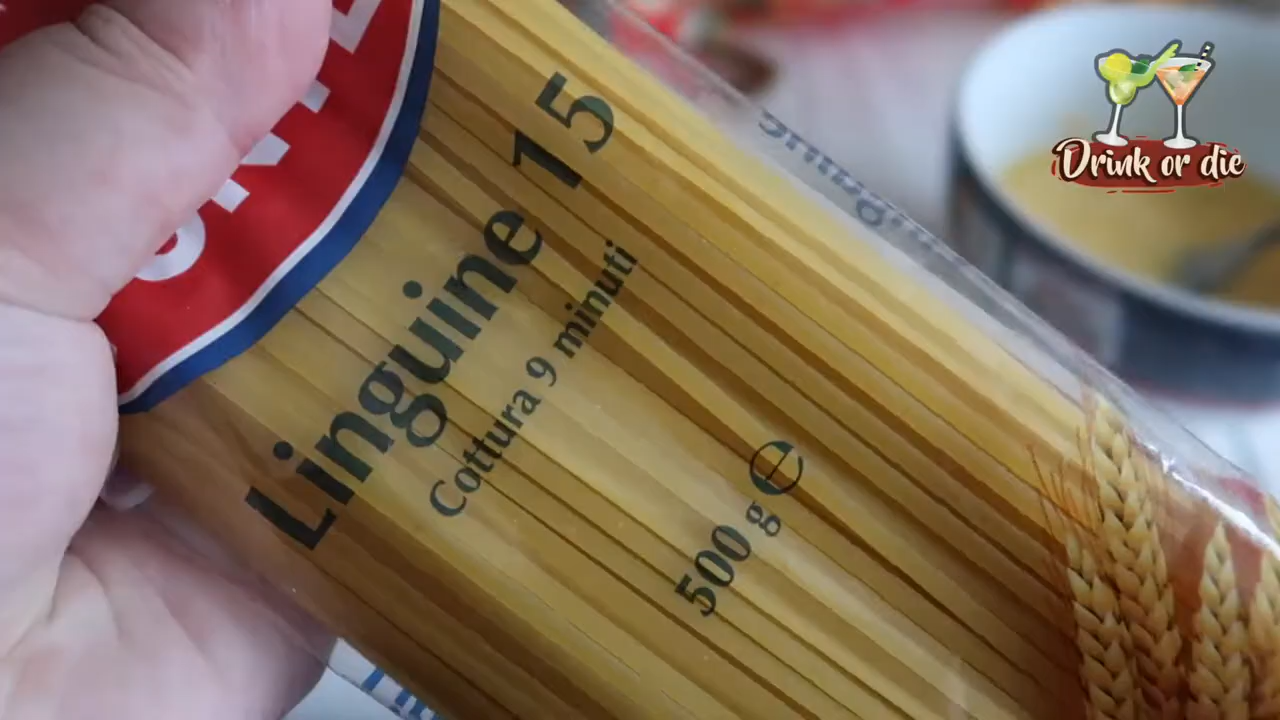 Linguine 15
Cottura 9 minuti
500 g ℮
Drink or die